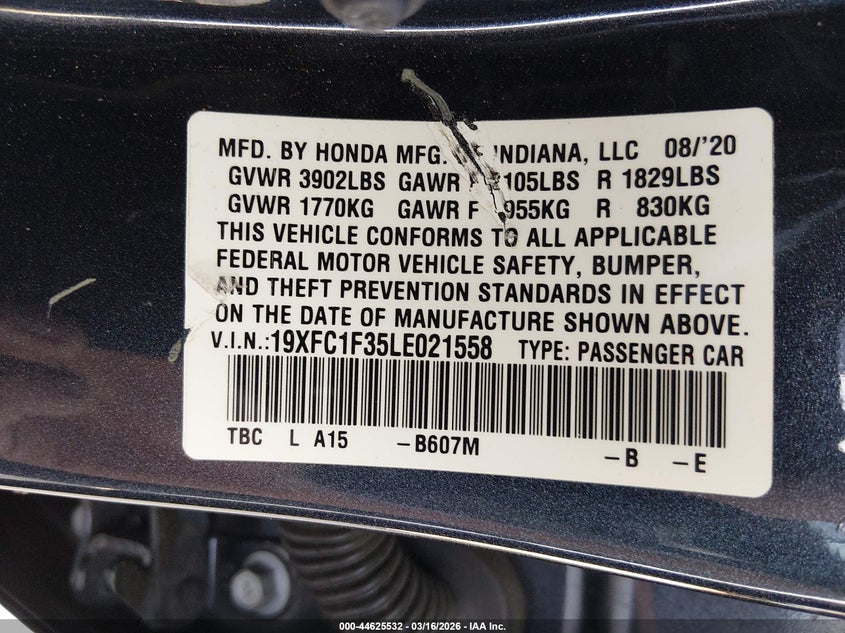 MFD. BY HONDA MFG. INDIANA, LLC 08/'20
GVWR 3902LBS GAWR 105LBS R 1829LBS
GVWR 1770KG GAWR F 955KG R 830KG
THIS VEHICLE CONFORMS TO ALL APPLICABLE
FEDERAL MOTOR VEHICLE SAFETY, BUMPER,
AND THEFT PREVENTION STANDARDS IN EFFECT
ON THE DATE OF MANUFACTURE SHOWN ABOVE.
V.I.N.:19XFC1F35LE021558 TYPE: PASSENGER CAR
TBC L A15 -B607M -B -E
000-44625532 - 03/16/2026 - IAA Inc.